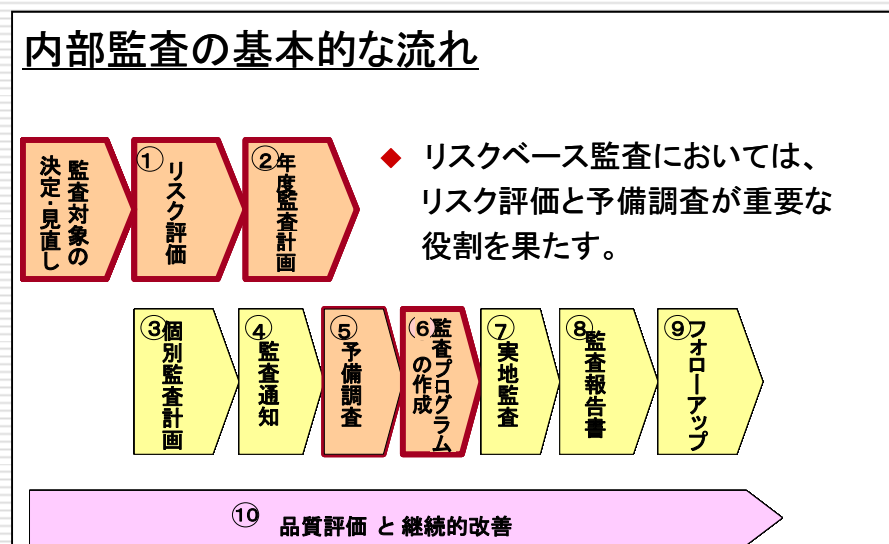 内部監査の基本的な流れ
監査対象の
決定・見直し
①
リスク評価
②
年度監査計画
◆ リスクベース監査においては、
リスク評価と予備調査が重要な
役割を果たす。
③
個別監査計画
④
監査通知
⑤
予備調査
⑥
監査プログラム
の作成
⑦
実地監査
⑧
監査報告書
⑨
フォローアップ
⑩
品質評価 と 継続的改善